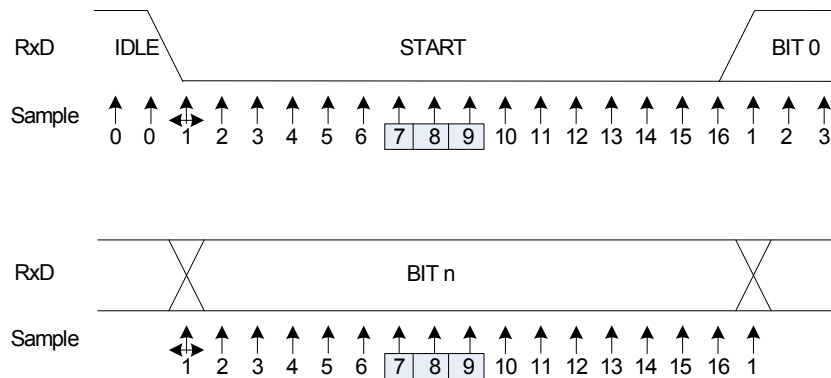 RxD IDLE START BIT 0
Sample
0 0 1 2 3 4 5 6 7 8 9 10 11 12 13 14 15 16 1 2 3
RxD BIT n
Sample
1 2 3 4 5 6 7 8 9 10 11 12 13 14 15 16 1